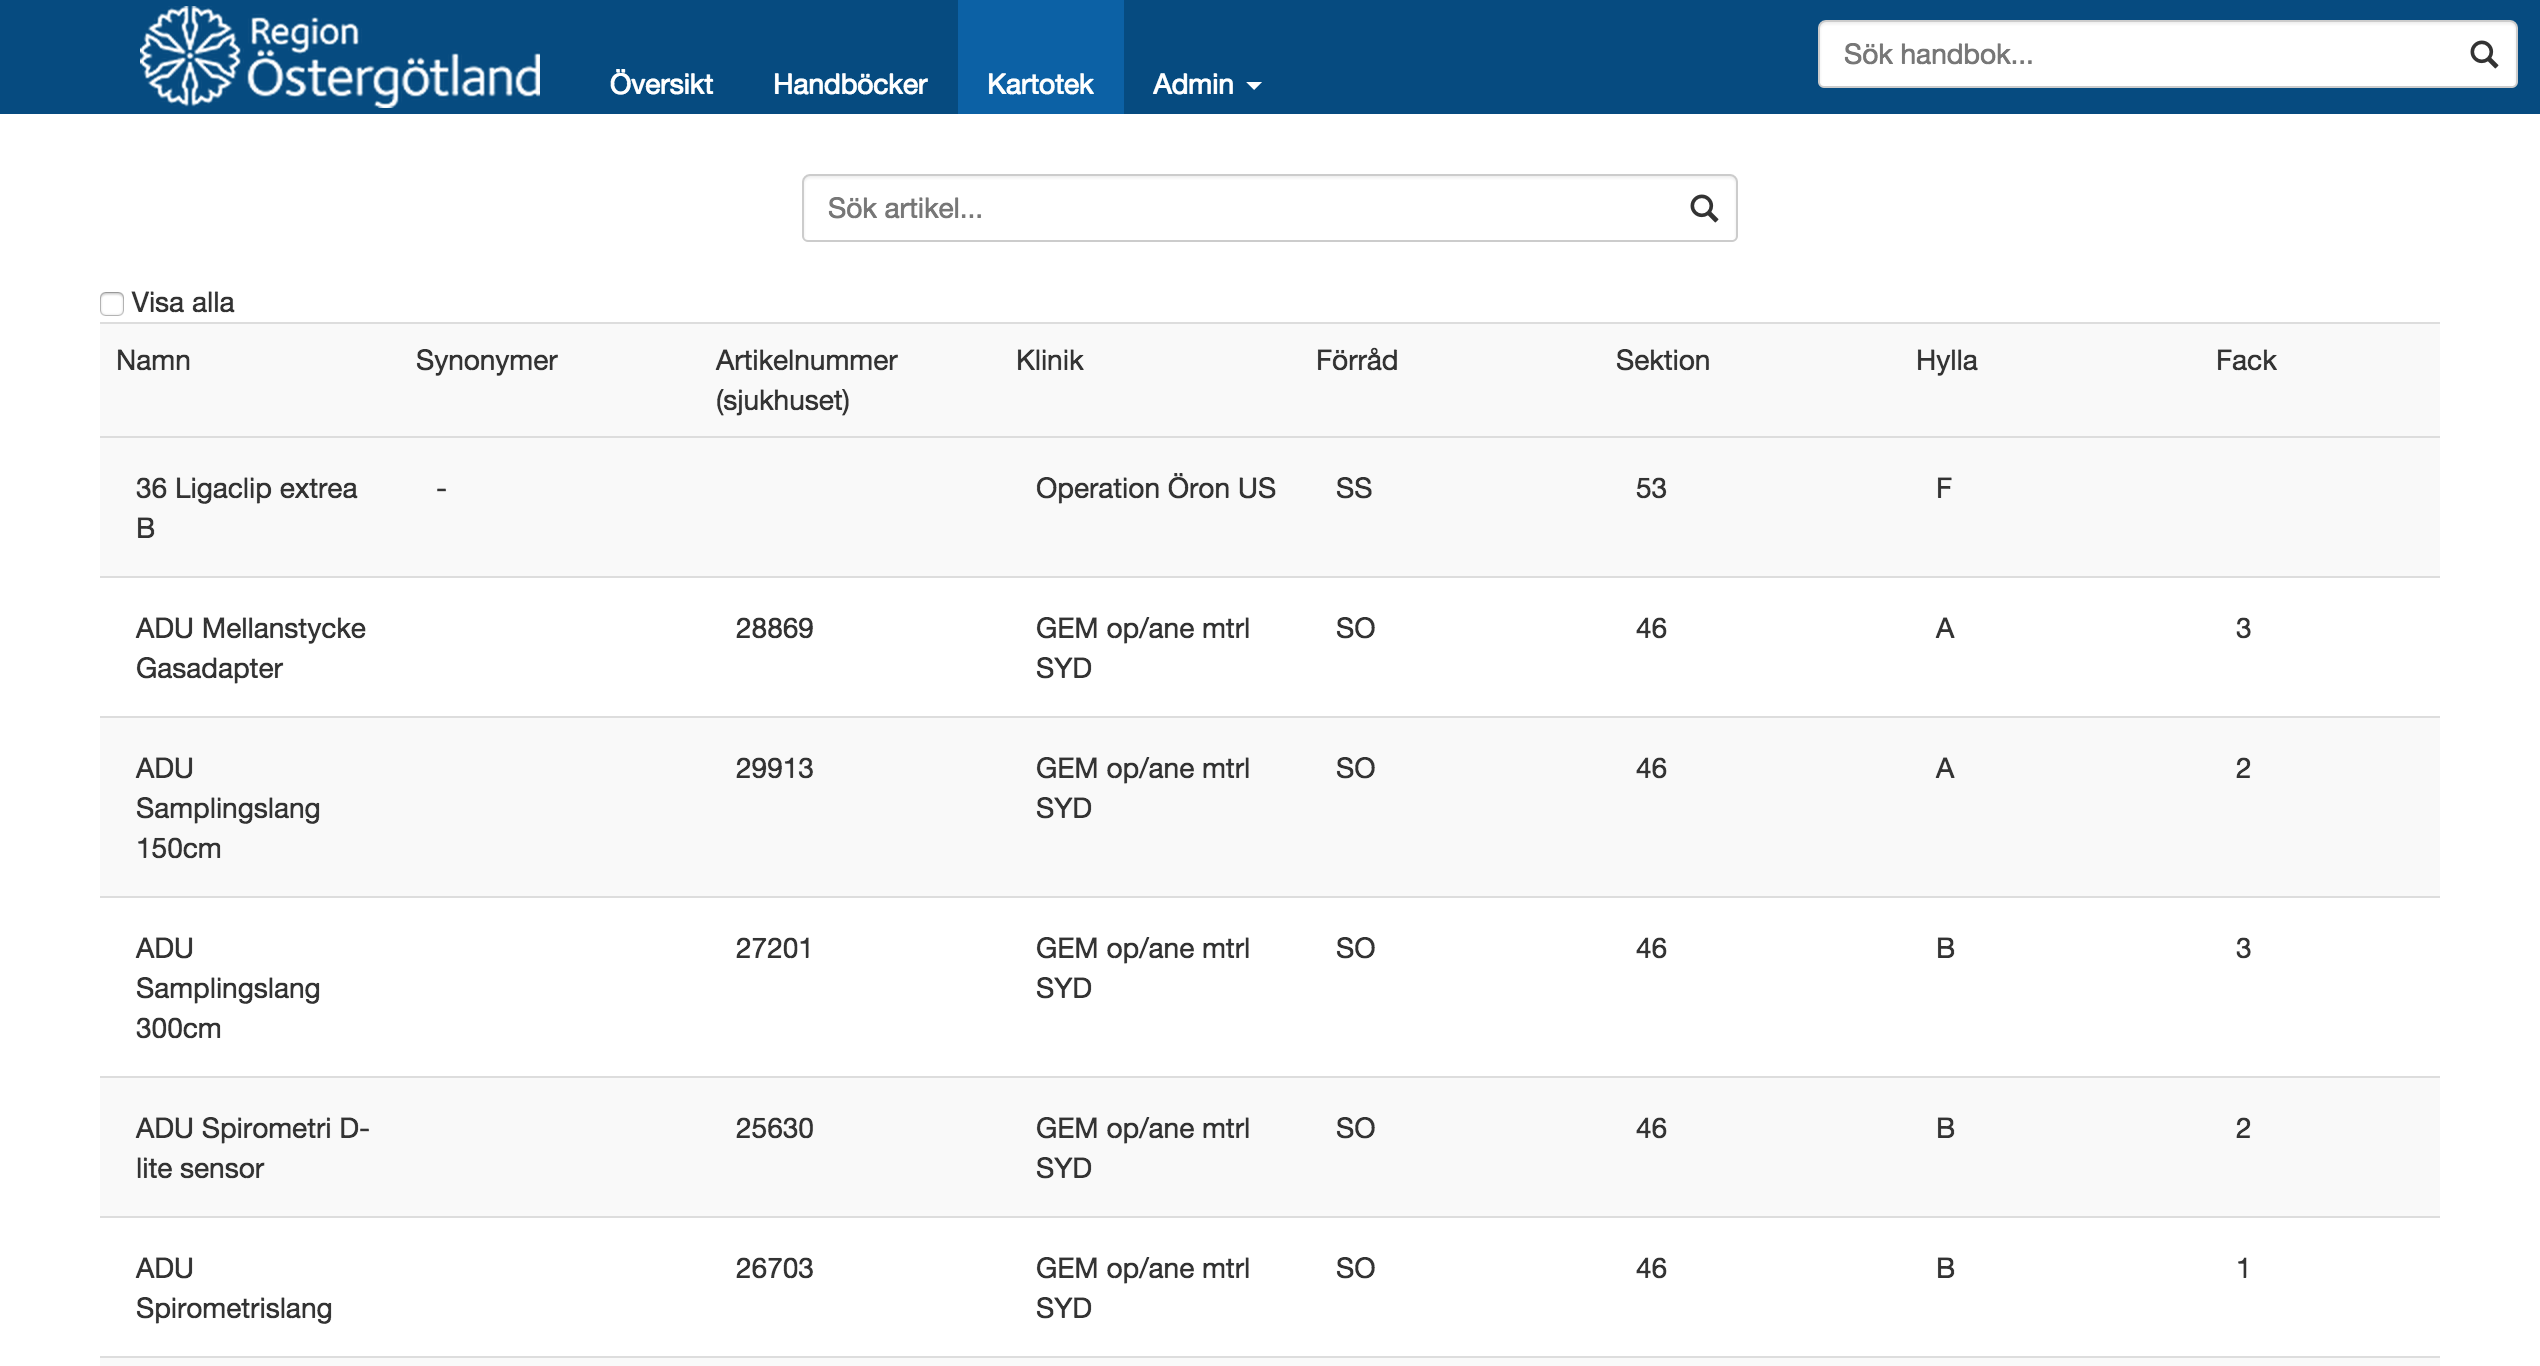 Region
Östergötland
Översikt Handböcker Kartotek Admin
Sök handbok...
Sök artikel...
Visa alla
Namn Synonymer Artikelnummer Klinik Förråd Sektion Hylla Fack
(sjukhuset)
36 Ligaclip extrea - Operation Öron US SS 53 F
B
ADU Mellanstycke 28869 GEM op/ane mtrl SO 46 A 3
Gasadapter SYD
ADU 29913 GEM op/ane mtrl SO 46 A 2
Samplingslang SYD
150cm
ADU 27201 GEM op/ane mtrl SO 46 B 3
Samplingslang SYD
300cm
ADU Spirometri D- 25630 GEM op/ane mtrl SO 46 B 2
lite sensor SYD
ADU 26703 GEM op/ane mtrl SO 46 B 1
Spirometrislang SYD